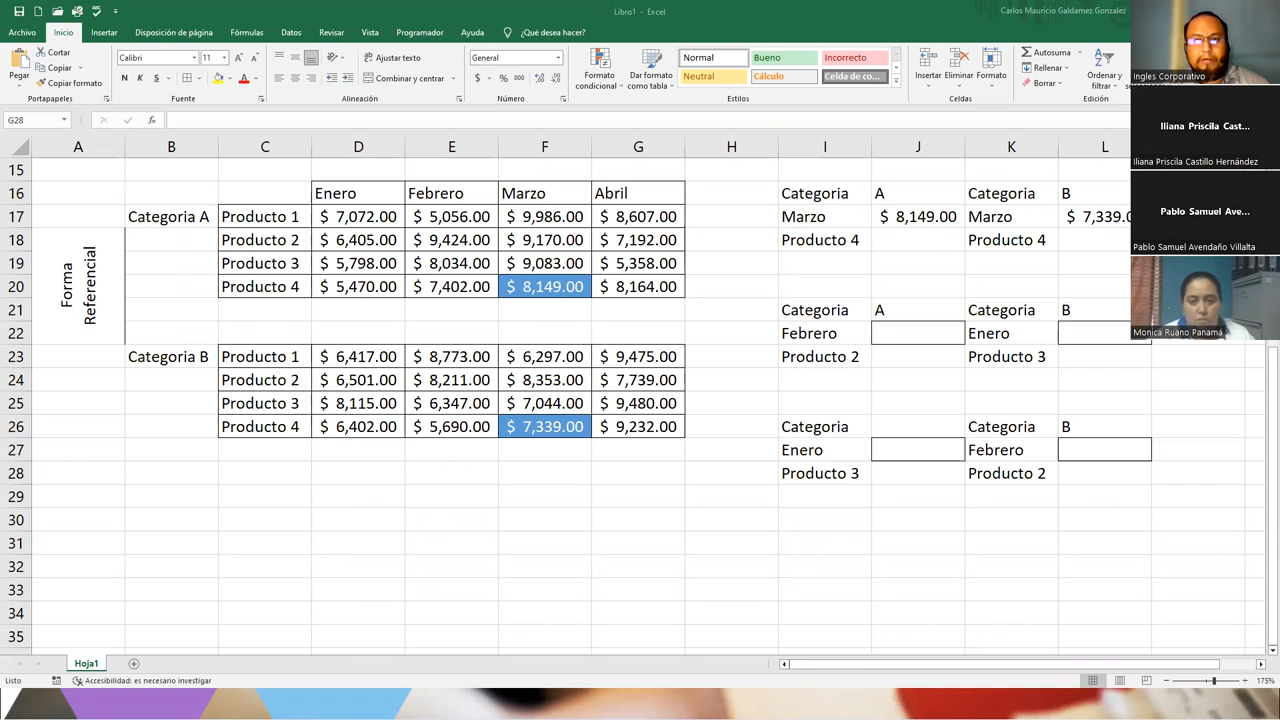 Libro1 - Excel
Carlos Mauricio Galdamez Gonzalez
Archivo Inicio Insertar Disposición de página Fórmulas Datos Revisar Vista Programador Ayuda ¿Qué desea hacer?
Pegar
Cortar
Copiar
Copiar formato
Portapapeles
Calibri 11
N K S
Fuente
Ajustar texto
Combinar y centrar
Alineación
General
$ % 000
Número
Formato condicional
Dar formato como tabla
Normal Bueno Incorrecto
Neutral Cálculo Celda de co...
Estilos
Insertar Eliminar Formato
Celdas
Autosuma
Rellenar
Borrar
Ordenar y filtrar
Edición
Ingles Corporativo
Iliana Priscila Cast...
Iliana Priscila Castillo Hernández
Pablo Samuel Ave...
Pablo Samuel Avendaño Villalta
Monica Ruano Panamá
G28 fx
A B C D E F G H I J K L
15
16 Enero Febrero Marzo Abril Categoria A Categoria B
17 Categoria A Producto 1 $ 7,072.00 $ 5,056.00 $ 9,986.00 $ 8,607.00 Marzo $ 8,149.00 Marzo $ 7,339.0
18 Producto 2 $ 6,405.00 $ 9,424.00 $ 9,170.00 $ 7,192.00 Producto 4 Producto 4
Forma Referencial
19 Producto 3 $ 5,798.00 $ 8,034.00 $ 9,083.00 $ 5,358.00
20 Producto 4 $ 5,470.00 $ 7,402.00 $ 8,149.00 $ 8,164.00
21 Categoria A Categoria B
22 Febrero Enero
23 Categoria B Producto 1 $ 6,417.00 $ 8,773.00 $ 6,297.00 $ 9,475.00 Producto 2 Producto 3
24 Producto 2 $ 6,501.00 $ 8,211.00 $ 8,353.00 $ 7,739.00
25 Producto 3 $ 8,115.00 $ 6,347.00 $ 7,044.00 $ 9,480.00
26 Producto 4 $ 6,402.00 $ 5,690.00 $ 7,339.00 $ 9,232.00 Categoria A Categoria B
27 Enero Febrero
28 Producto 3 Producto 2
29
30
31
32
33
34
35
Hoja1
Listo Accesibilidad: es necesario investigar 175%